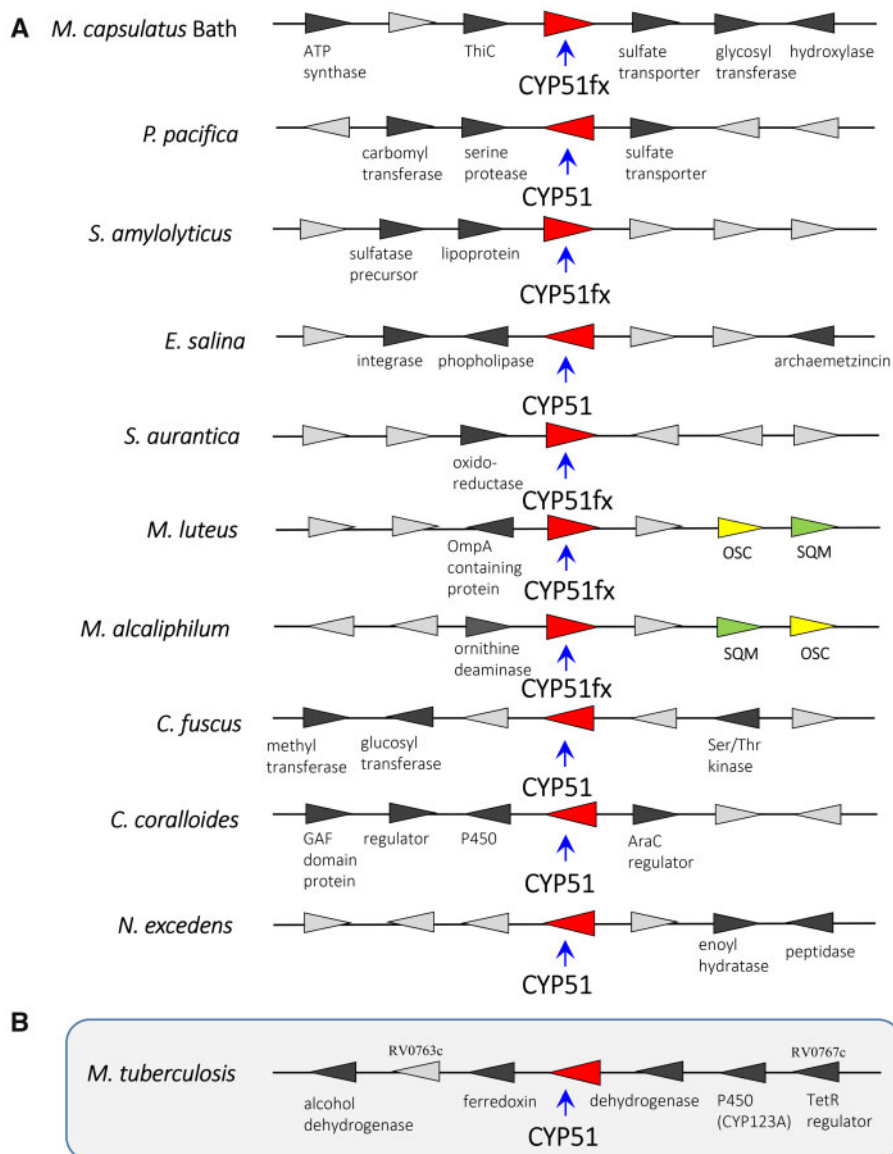 A
M. capsulatus Bath
ATP
synthase
ThiC
sulfate
transporter
glycosyl
transferase
hydroxylase
CYP51fx
P. pacifica
carbomyl
transferase
serine
protease
sulfate
transporter
CYP51
S. amylolyticus
sulfatase
precursor
lipoprotein
CYP51fx
E. salina
integrase
phopholipase
archaemetzincin
CYP51
S. aurantica
oxido-
reductase
CYP51fx
M. luteus
OmpA
containing
protein
OSC
SQM
CYP51fx
M. alcaliphilum
ornithine
deaminase
SQM
OSC
CYP51fx
C. fuscus
methyl
transferase
glucosyl
transferase
Ser/Thr
kinase
CYP51
C. coralloides
GAF
domain
protein
regulator
P450
AraC
regulator
CYP51
N. excedens
enoyl
hydratase
peptidase
CYP51
B
M. tuberculosis
RV0763c
RV0767c
alcohol
dehydrogenase
ferredoxin
dehydrogenase
P450
(CYP123A)
TetR
regulator
CYP51